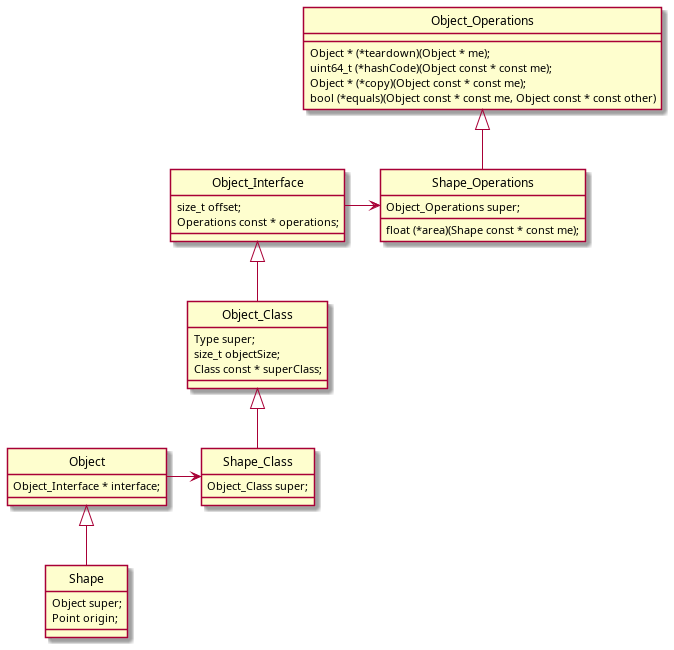 Object_Operations
Object * (*teardown)(Object * me);
uint64_t (*hashCode)(Object const * const me);
Object * (*copy)(Object const * const me);
bool (*equals)(Object const * const me, Object const * const other)
Object_Interface
size_t offset;
Operations const * operations;
Shape_Operations
Object_Operations super;
float (*area)(Shape const * const me);
Object_Class
Type super;
size_t objectSize;
Class const * superClass;
Object
Object_Interface * interface;
Shape_Class
Object_Class super;
Shape
Object super;
Point origin;